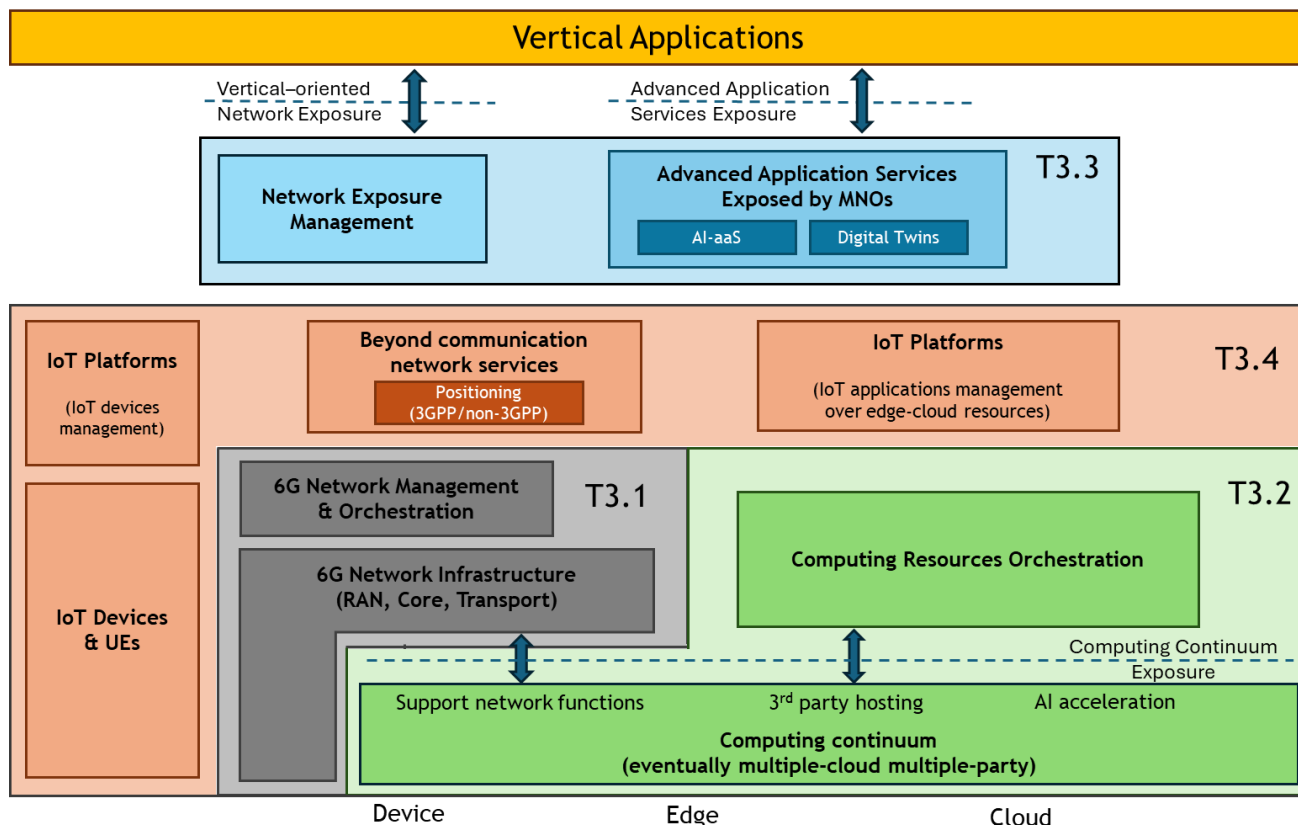 Vertical Applications
Vertical–oriented
Network Exposure
Advanced Application
Services Exposure
T3.3
Network Exposure
Management
Advanced Application Services
Exposed by MNOs
AI-aaS
Digital Twins
T3.4
IoT Platforms
(IoT devices
management)
Beyond communication
network services
Positioning
(3GPP/non-3GPP)
IoT Platforms
(IoT applications management
over edge-cloud resources)
IoT Devices
& UEs
T3.1
6G Network Management
& Orchestration
6G Network Infrastructure
(RAN, Core, Transport)
T3.2
Computing Resources Orchestration
Computing Continuum
Exposure
Support network functions
3rd party hosting
AI acceleration
Computing continuum
(eventually multiple-cloud multiple-party)
Device
Edge
Cloud